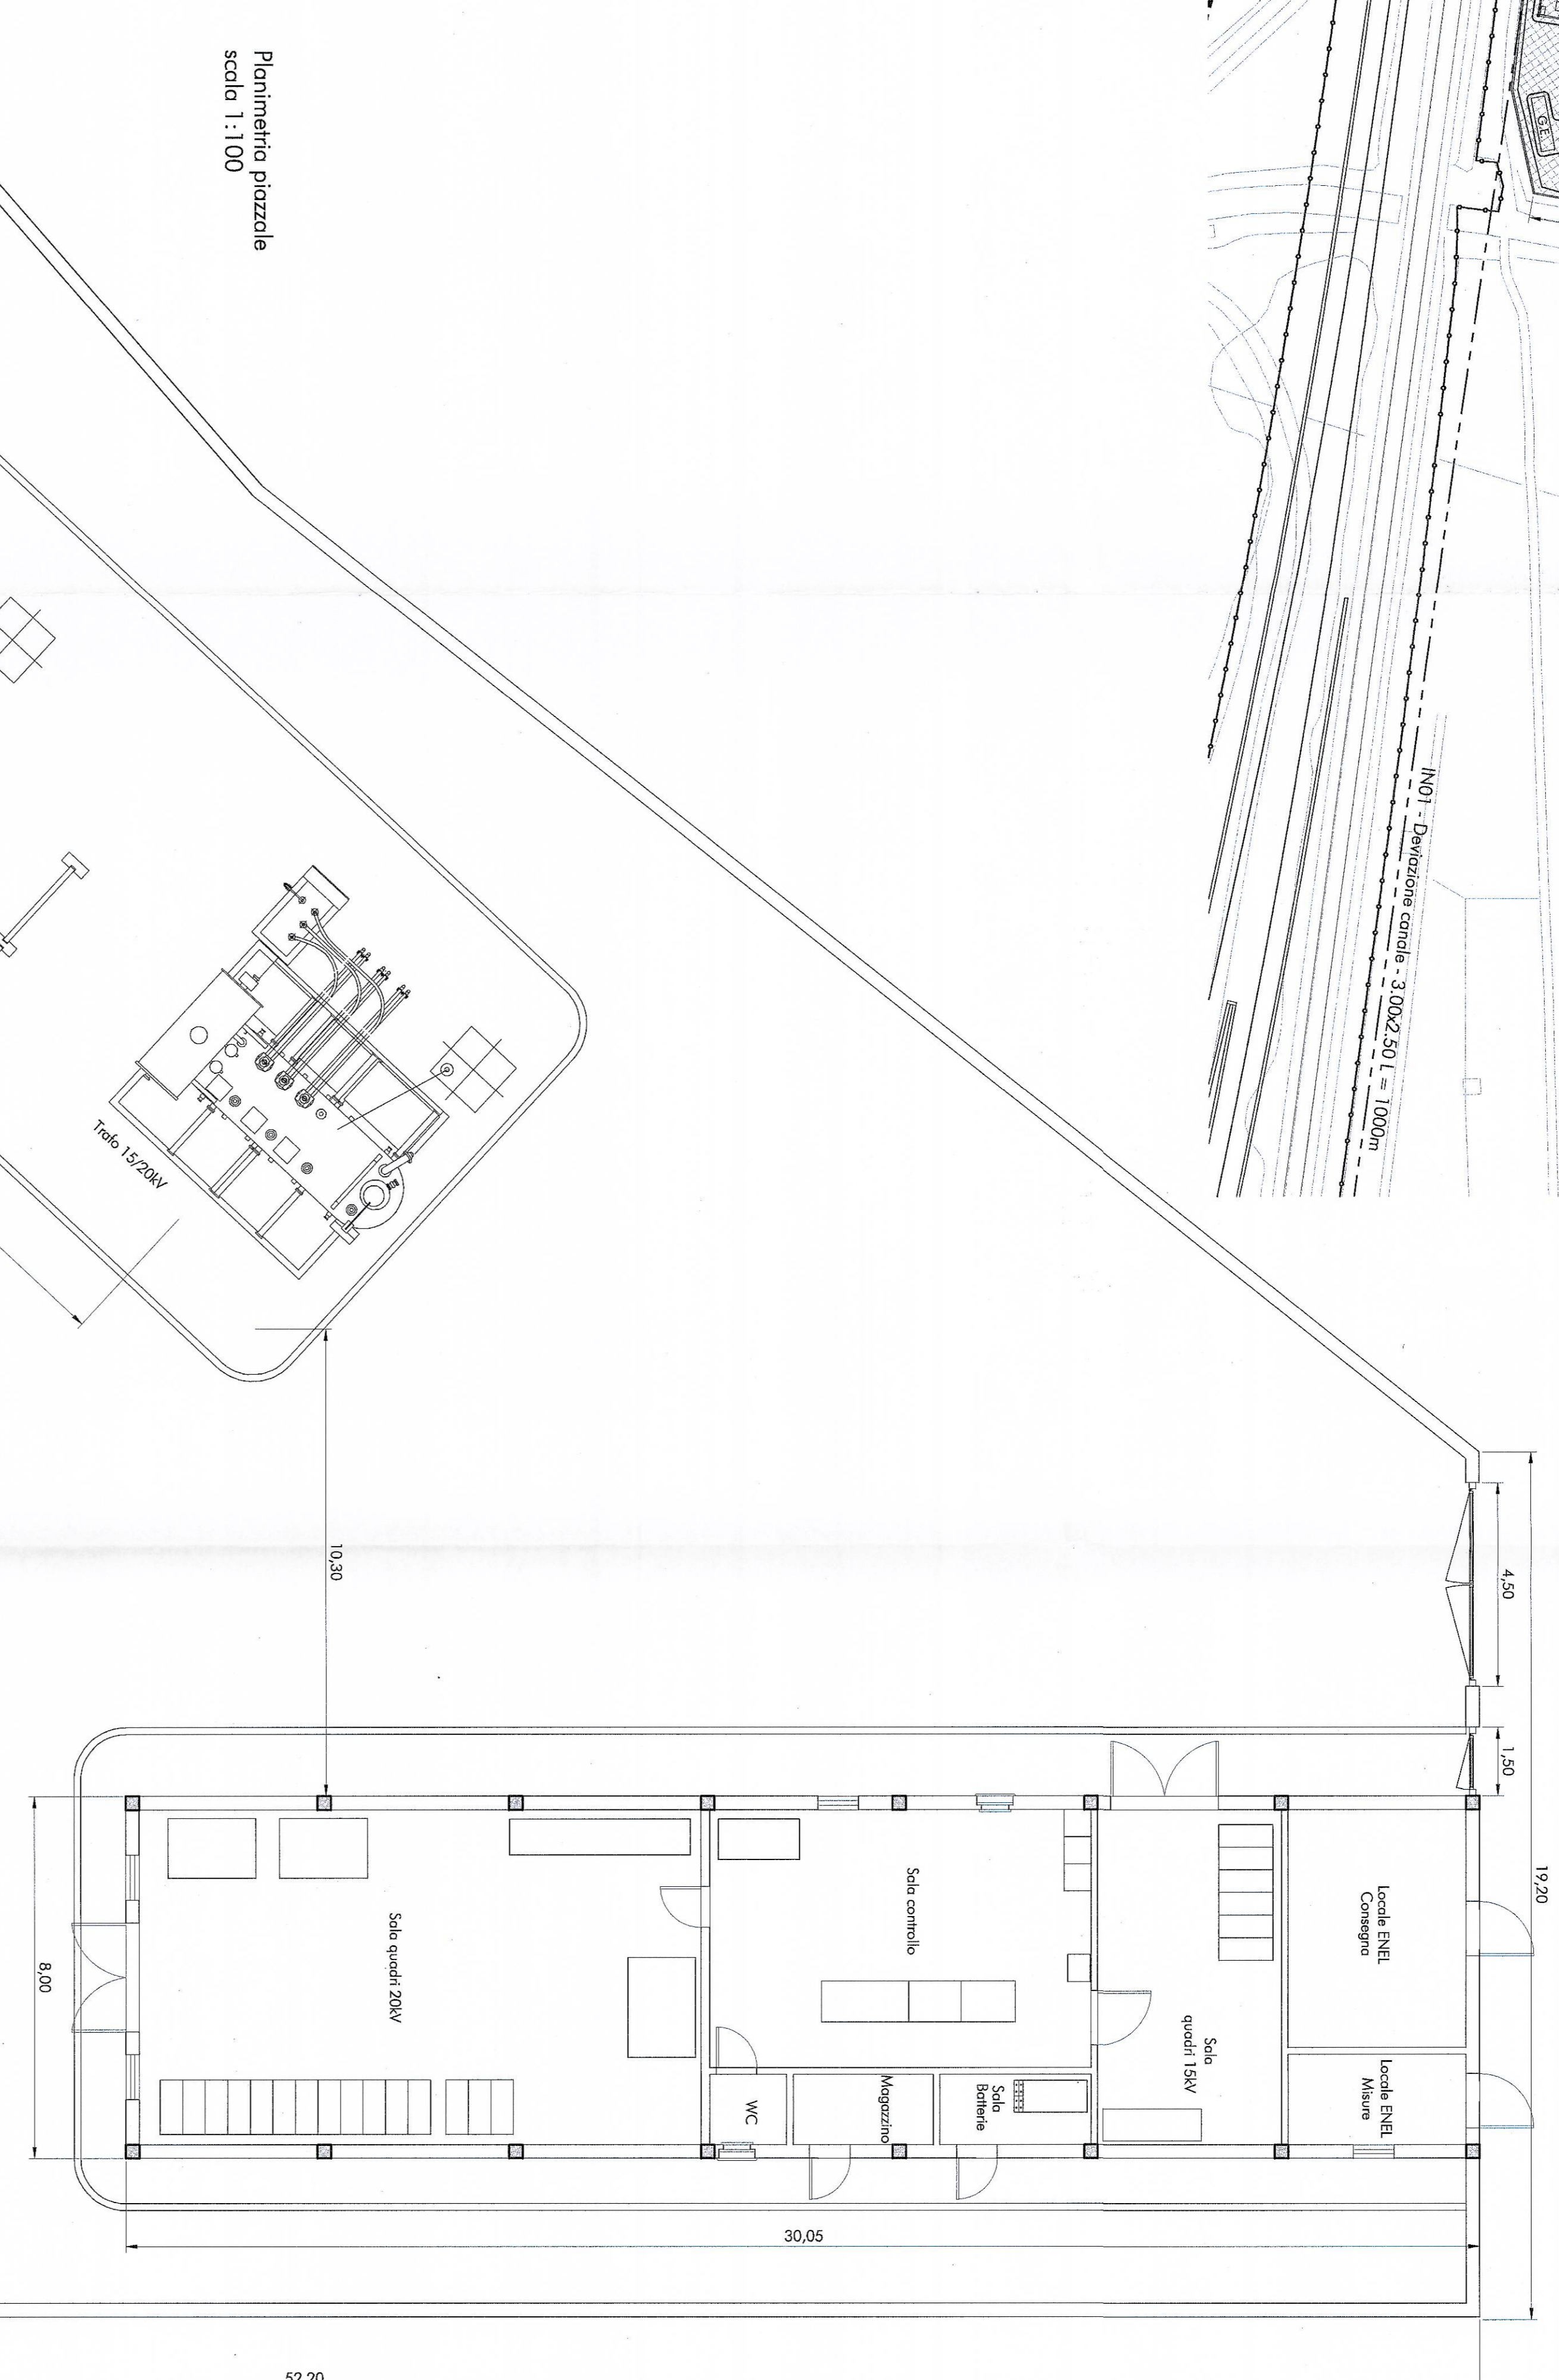 Planimetria piazzale
scala 1:100
G.E.
IN01 - Deviazione canale - 3.00x2.50 L = 1000m
Trafo 15/20kV
10,30
4,50
1,50
19,20
8,00
30,05
52,20
Locale ENEL
Consegna
Locale ENEL
Misure
Sala
quadri 15kV
Sala controllo
Sala
Batterie
Magazzino
WC
Sala quadri 20kV